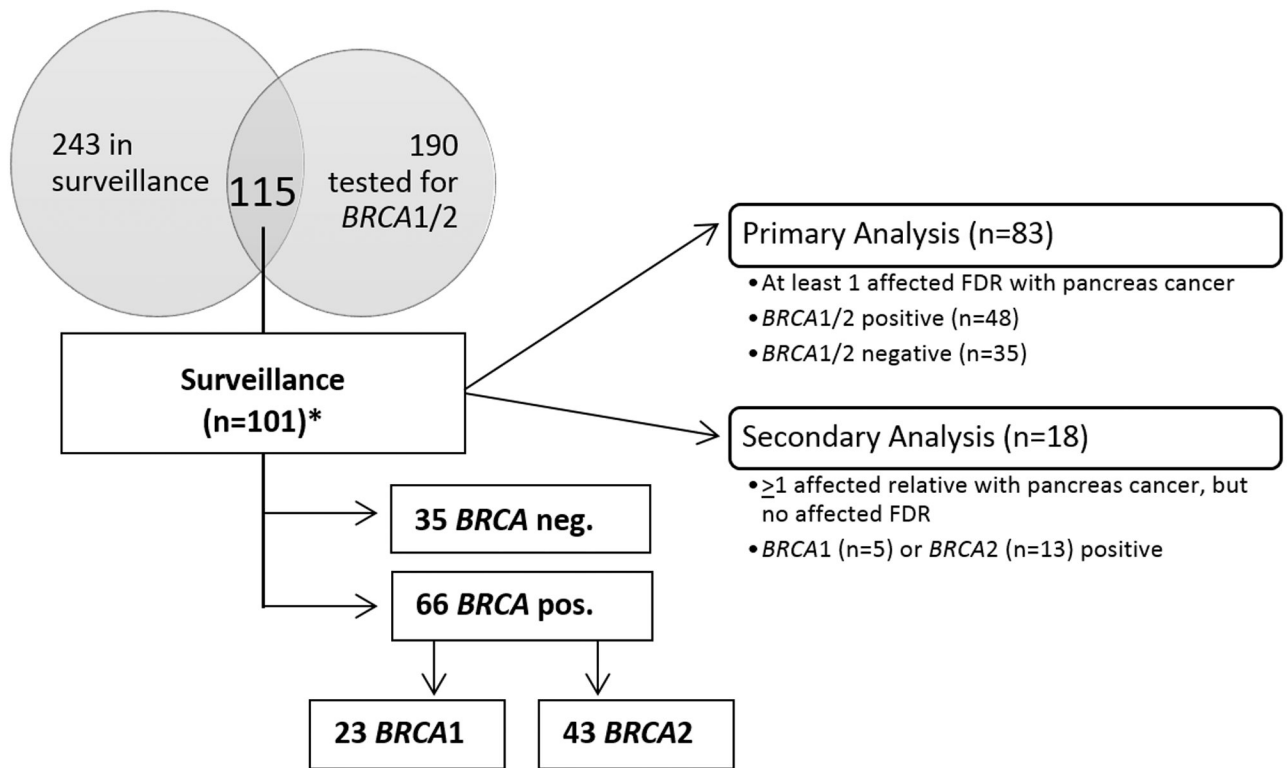 243 in
surveillance
115
190
tested for
BRCA1/2
Surveillance
(n=101)*
35 BRCA neg.
66 BRCA pos.
23 BRCA1
43 BRCA2
Primary Analysis (n=83)
•At least 1 affected FDR with pancreas cancer
•BRCA1/2 positive (n=48)
•BRCA1/2 negative (n=35)
Secondary Analysis (n=18)
•≥1 affected relative with pancreas cancer, but
no affected FDR
•BRCA1 (n=5) or BRCA2 (n=13) positive